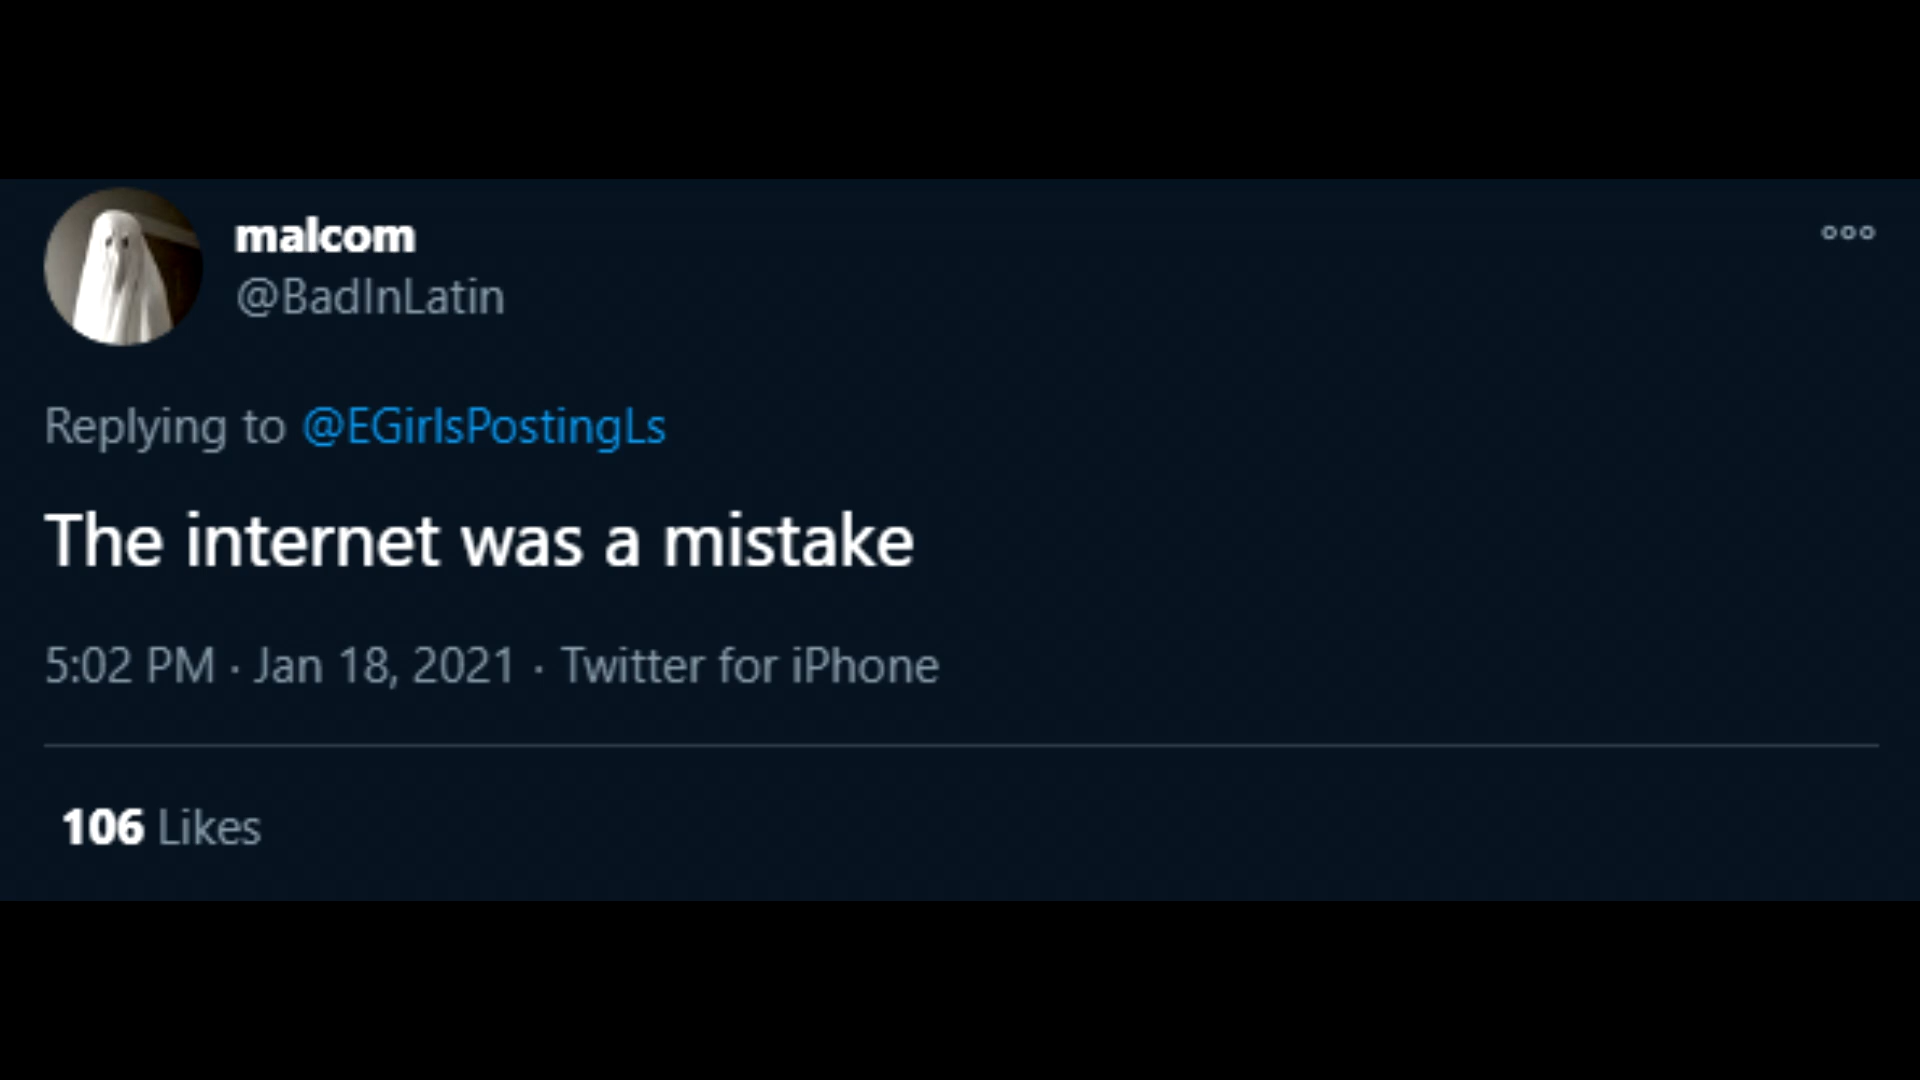 malcom
@BadInLatin
Replying to @EGirlsPostingLs
The internet was a mistake
5:02 PM · Jan 18, 2021 · Twitter for iPhone
106 Likes